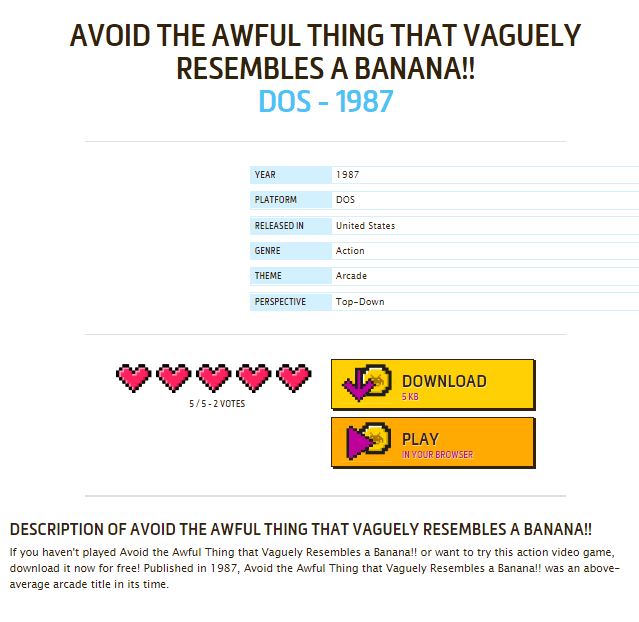 AVOID THE AWFUL THING THAT VAGUELY
RESEMBLES A BANANA!!
DOS - 1987
YEAR 1987
PLATFORM DOS
RELEASED IN United States
GENRE Action
THEME Arcade
PERSPECTIVE Top-Down
5 / 5 - 2 VOTES
DOWNLOAD
5 KB
PLAY
IN YOUR BROWSER
DESCRIPTION OF AVOID THE AWFUL THING THAT VAGUELY RESEMBLES A BANANA!!
If you haven't played Avoid the Awful Thing that Vaguely Resembles a Banana!! or want to try this action video game,
download it now for free! Published in 1987, Avoid the Awful Thing that Vaguely Resembles a Banana!! was an above-
average arcade title in its time.